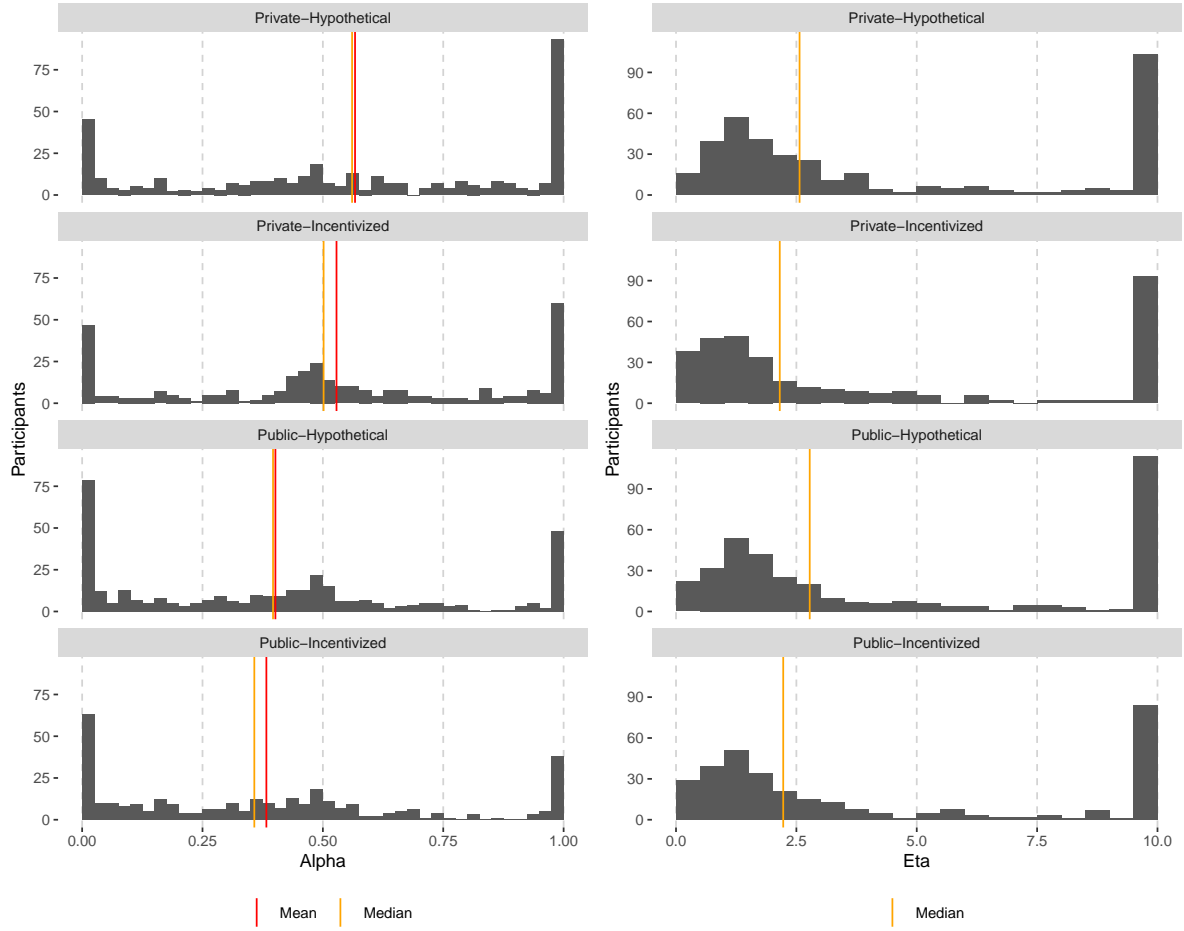 Private−Hypothetical
75
50
25
0
Private−Incentivized
75
50
25
0
Public−Hypothetical
75
50
25
0
Public−Incentivized
75
50
25
0
0.00 0.25 0.50 0.75 1.00
Alpha
Participants
Mean Median
Private−Hypothetical
90
60
30
0
Private−Incentivized
90
60
30
0
Public−Hypothetical
90
60
30
0
Public−Incentivized
90
60
30
0
0.0 2.5 5.0 7.5 10.0
Eta
Participants
Median